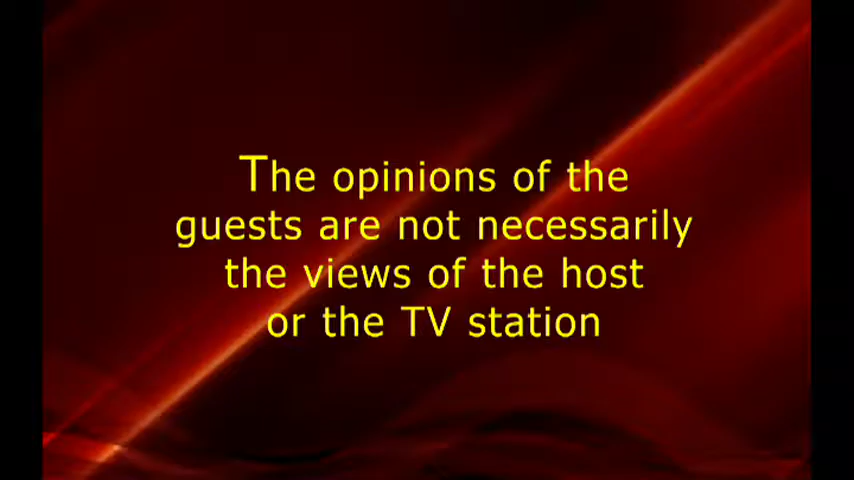 The opinions of the
guests are not necessarily
the views of the host
or the TV station